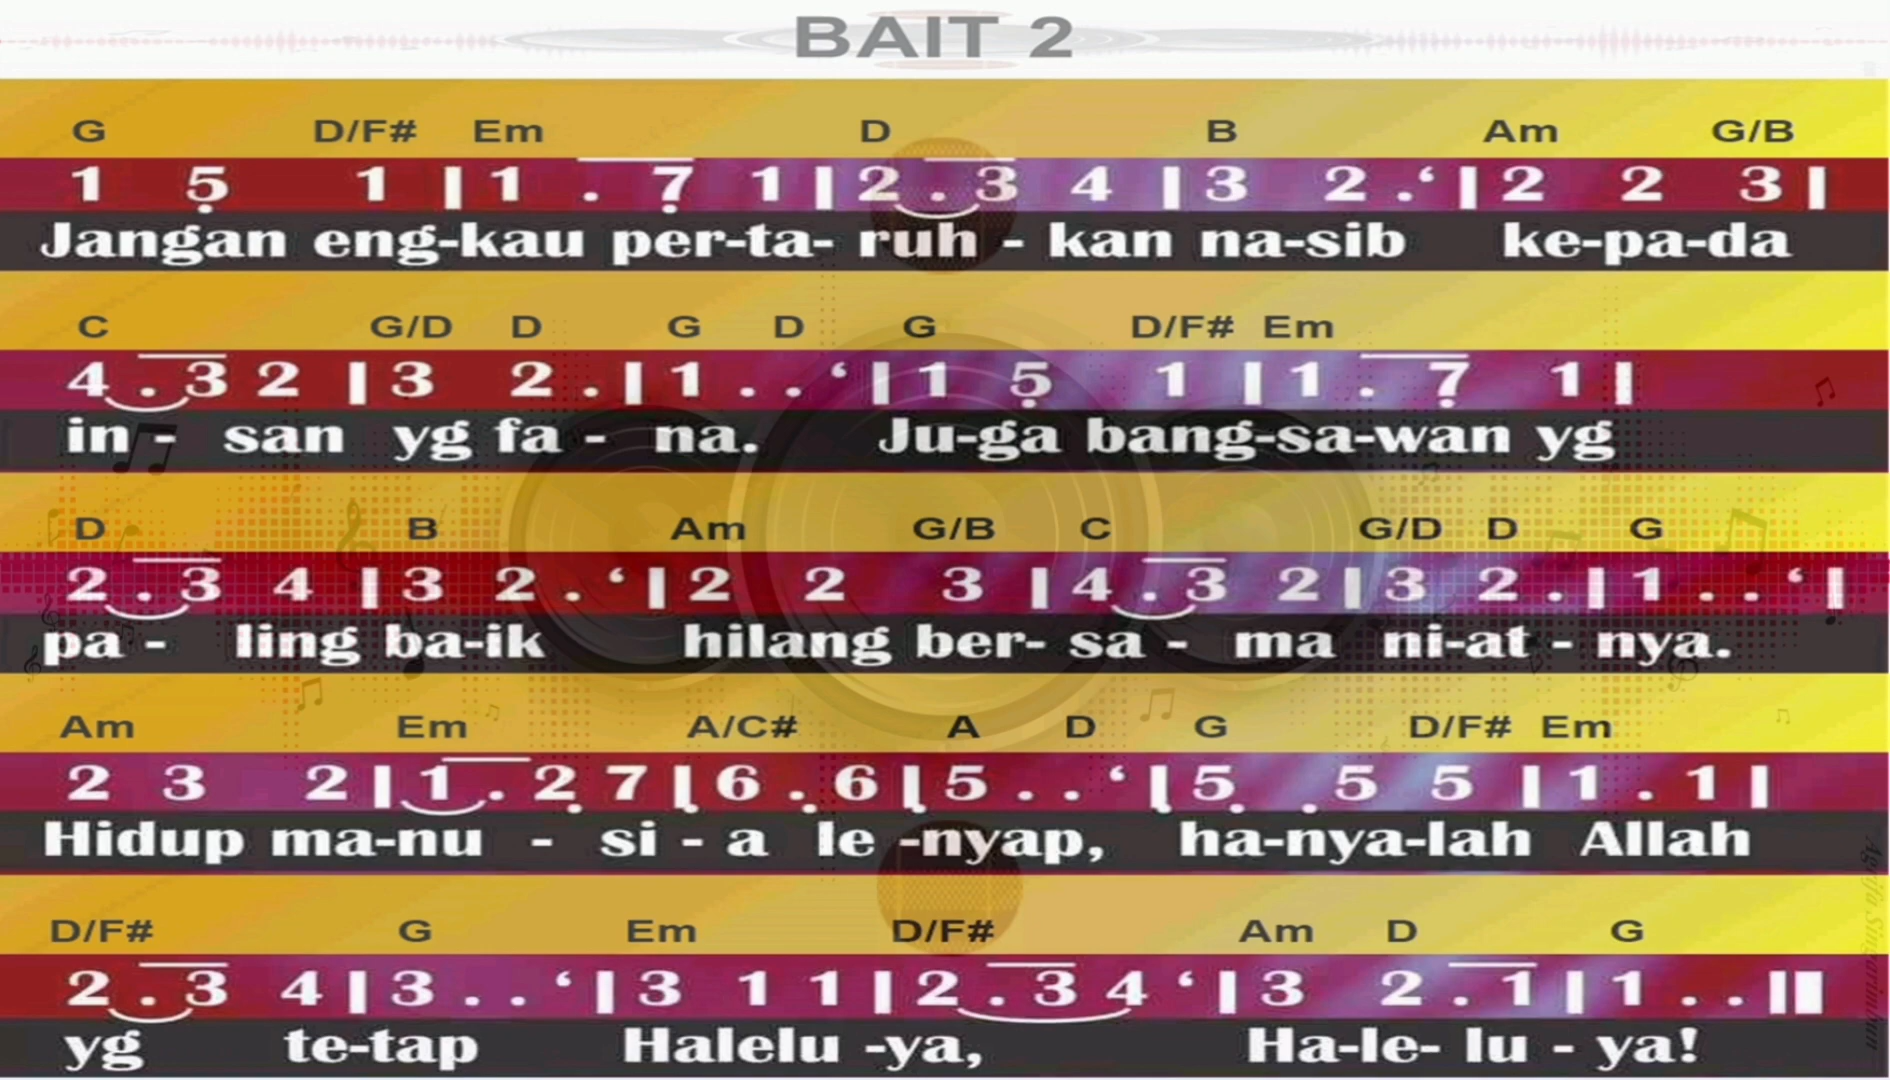 BAIT 2
G D/F# Em D B Am G/B
1 5̣ 1 | 1 . 7̣ 1 | 2 . 3 4 | 3 2 . ‘ | 2 2 3 |
Jangan eng-kau per-ta- ruh - kan na-sib ke-pa-da
C G/D D G D G D/F# Em
4 . 3 2 | 3 2 . | 1 . . ‘ | 1 5̣ 1 | 1 . 7̣ 1 |
in - san yg fa - na. Ju-ga bang-sa-wan yg
D B Am G/B C G/D D G
2 . 3 4 | 3 2 . ‘ | 2 2 3 | 4 . 3 2 | 3 2 . | 1 . . ‘ |
pa - ling ba-ik hilang ber- sa - ma ni-at - nya.
Am Em A/C# A D G D/F# Em
2 3 2 | 1 . 2 7 | 6 . 6 | 5 . . ‘ | 5 5 5 | 1 . 1 |
Hidup ma-nu - si - a le -nyap, ha-nya-lah Allah
D/F# G Em D/F# Am D G
2 . 3 4 | 3 . . ‘ | 3 1 1 | 2 . 3 4 ‘ | 3 2 . 1 | 1 . . ||
yg te-tap Halelu -ya, Ha-le- lu - ya!